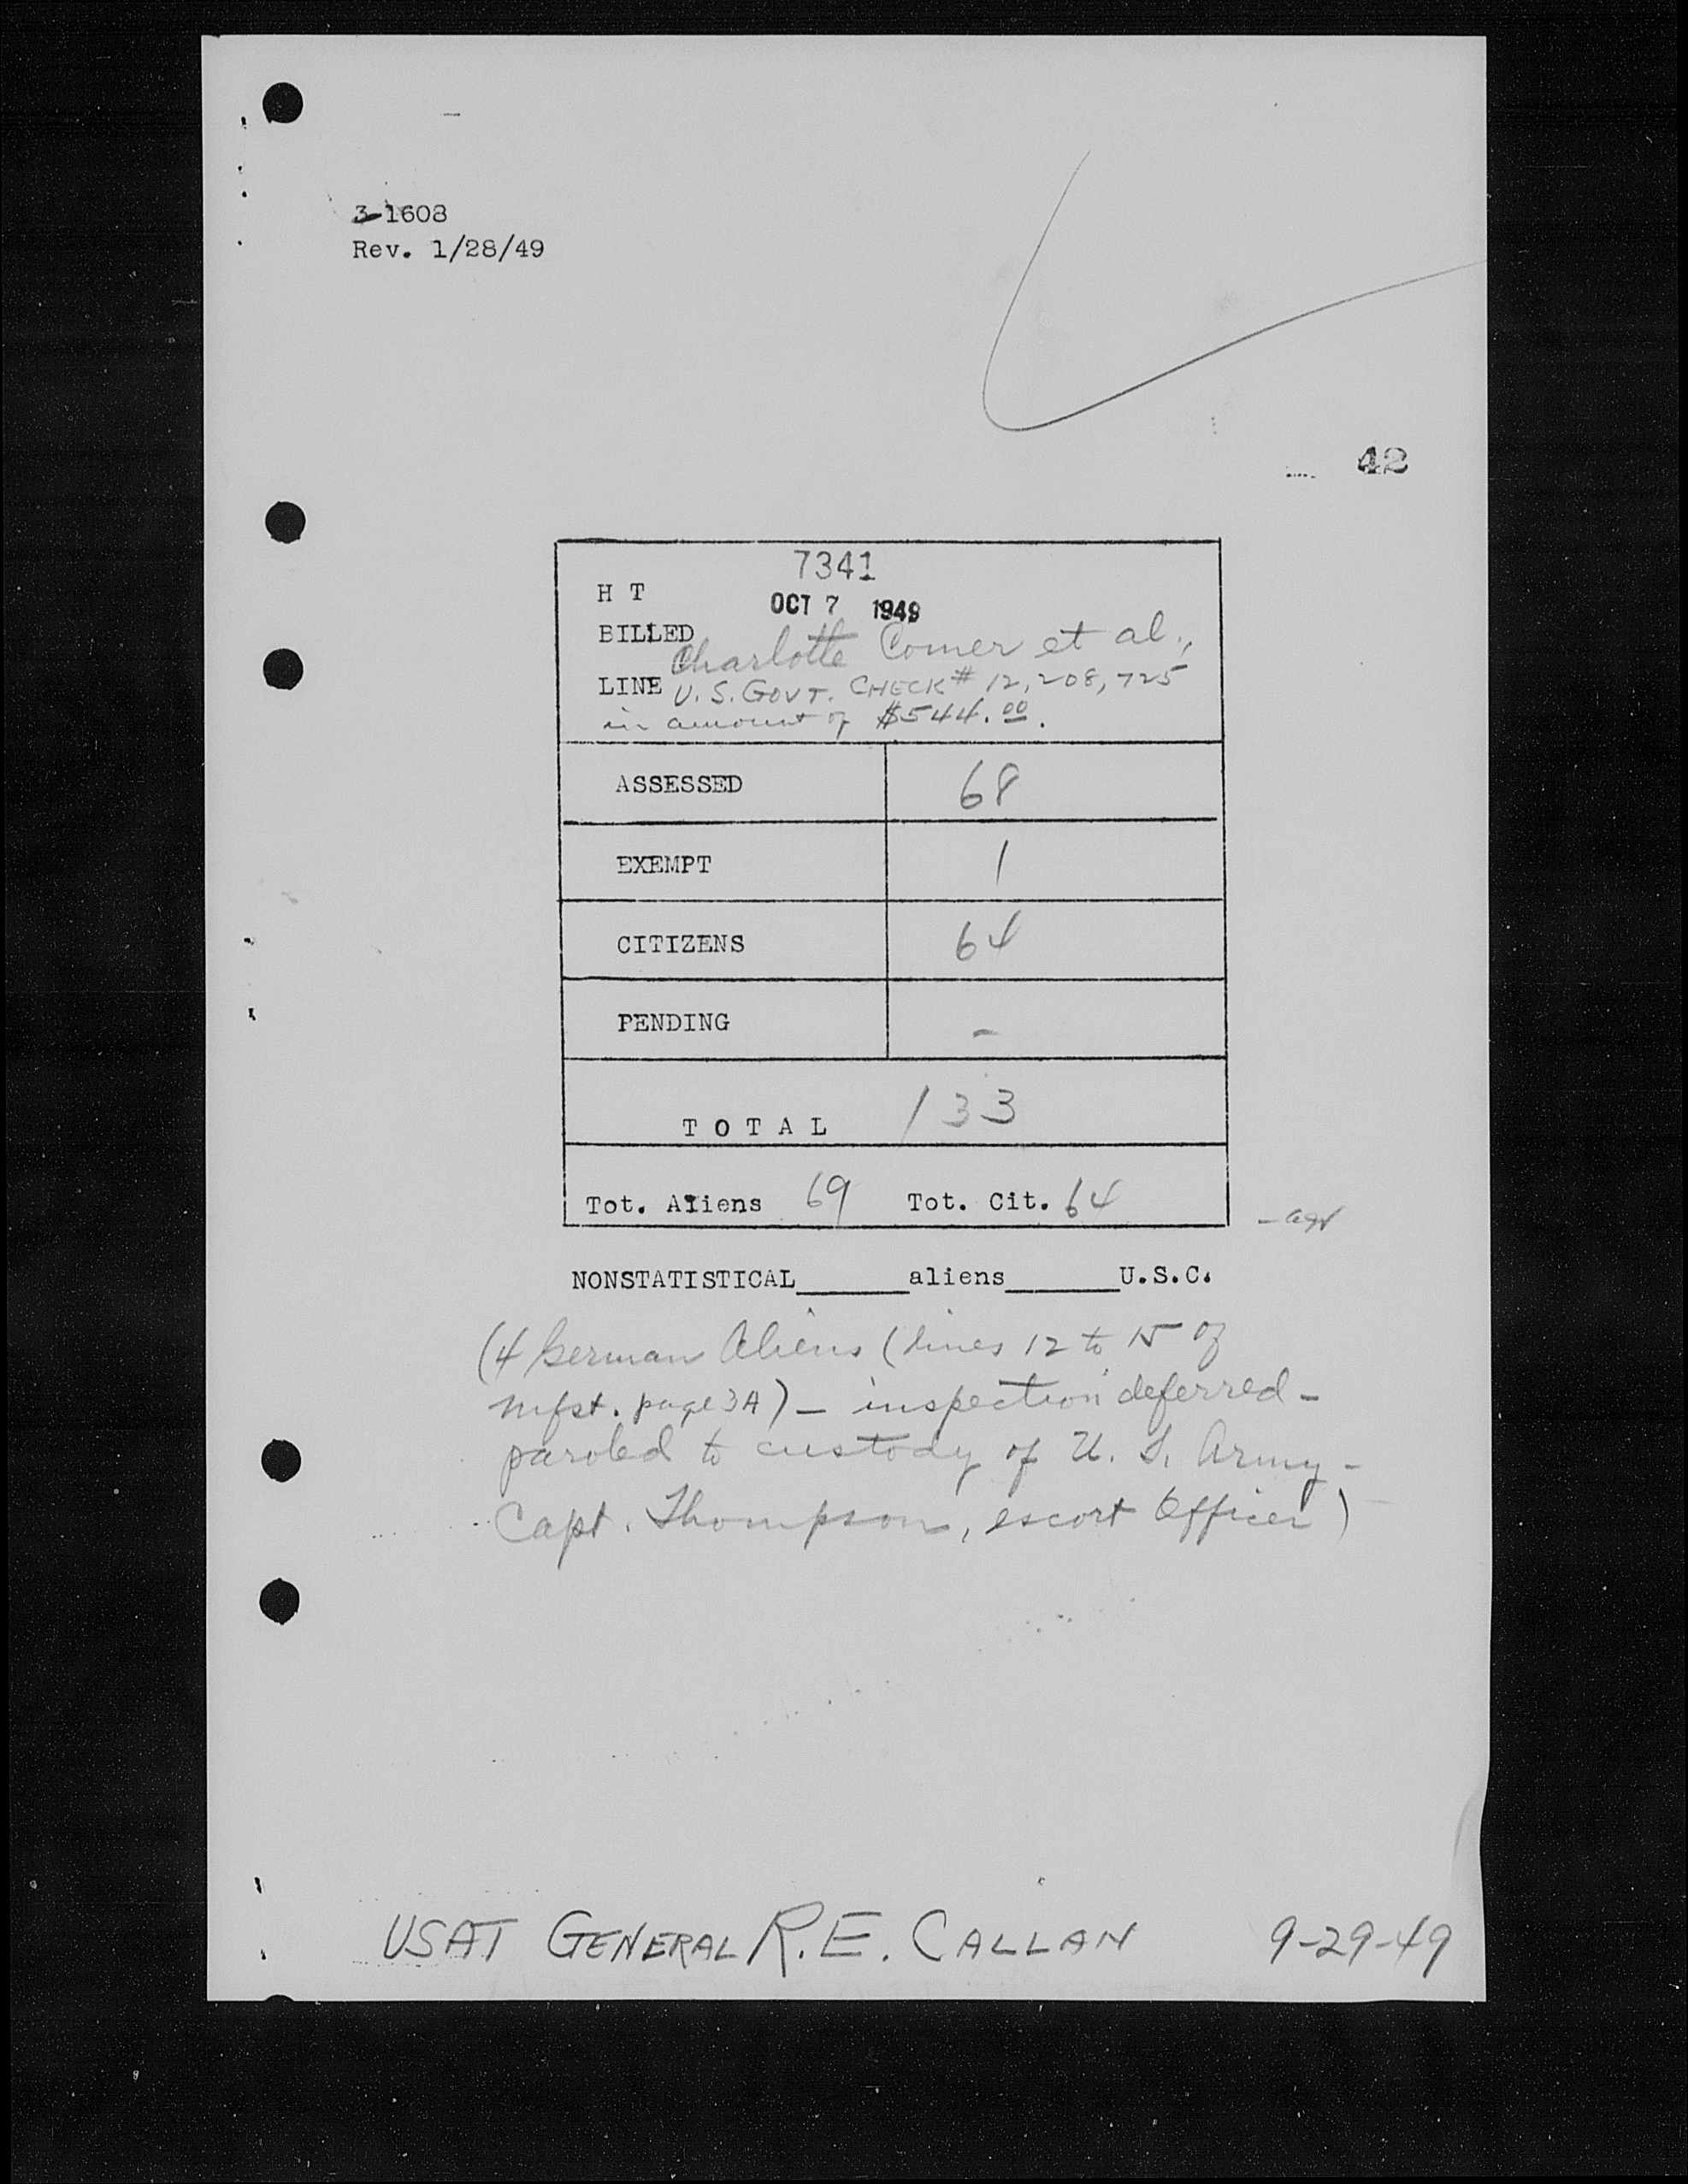 3-1608
Rev. 1/28/49
42
7341
H T
OCT 7 1949
BILLED
Charlotte Comer et al.,
LINE U.S. GOVT. CHECK # 12,208,725
in amount of $544.00.
ASSESSED 68
EXEMPT 1
CITIZENS 64
PENDING -
TOTAL 133
Tot. Aliens 69 Tot. Cit. 64
NONSTATISTICAL______aliens______U.S.C.
(4 German Aliens (lines 12 to 15 of
mfst. page 3A) — inspection deferred -
paroled to custody of U. S. Army -
Capt. Thompson, escort Officer)
USAT GENERAL R.E. CALLAN 9-29-49